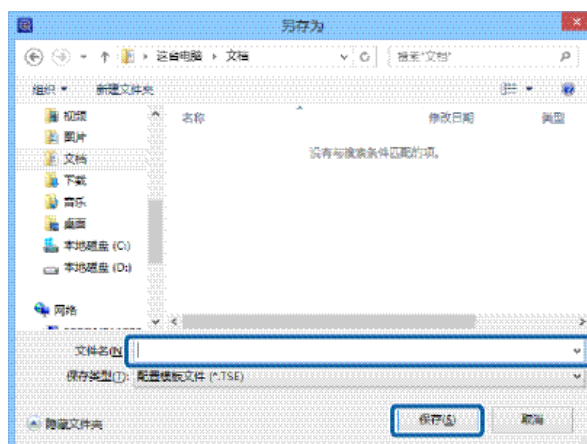 另存为
这台电脑 文档
搜索"文档"
组织 新建文件夹
名称 修改日期 类型
没有与搜索条件匹配的项。
视频
图片
文档
下载
音乐
桌面
本地磁盘 (C:)
本地磁盘 (D:)
网络
文件名(N
保存类型(T): 配置模板文件 (*.TSE)
隐藏文件夹
保存(S) 取消